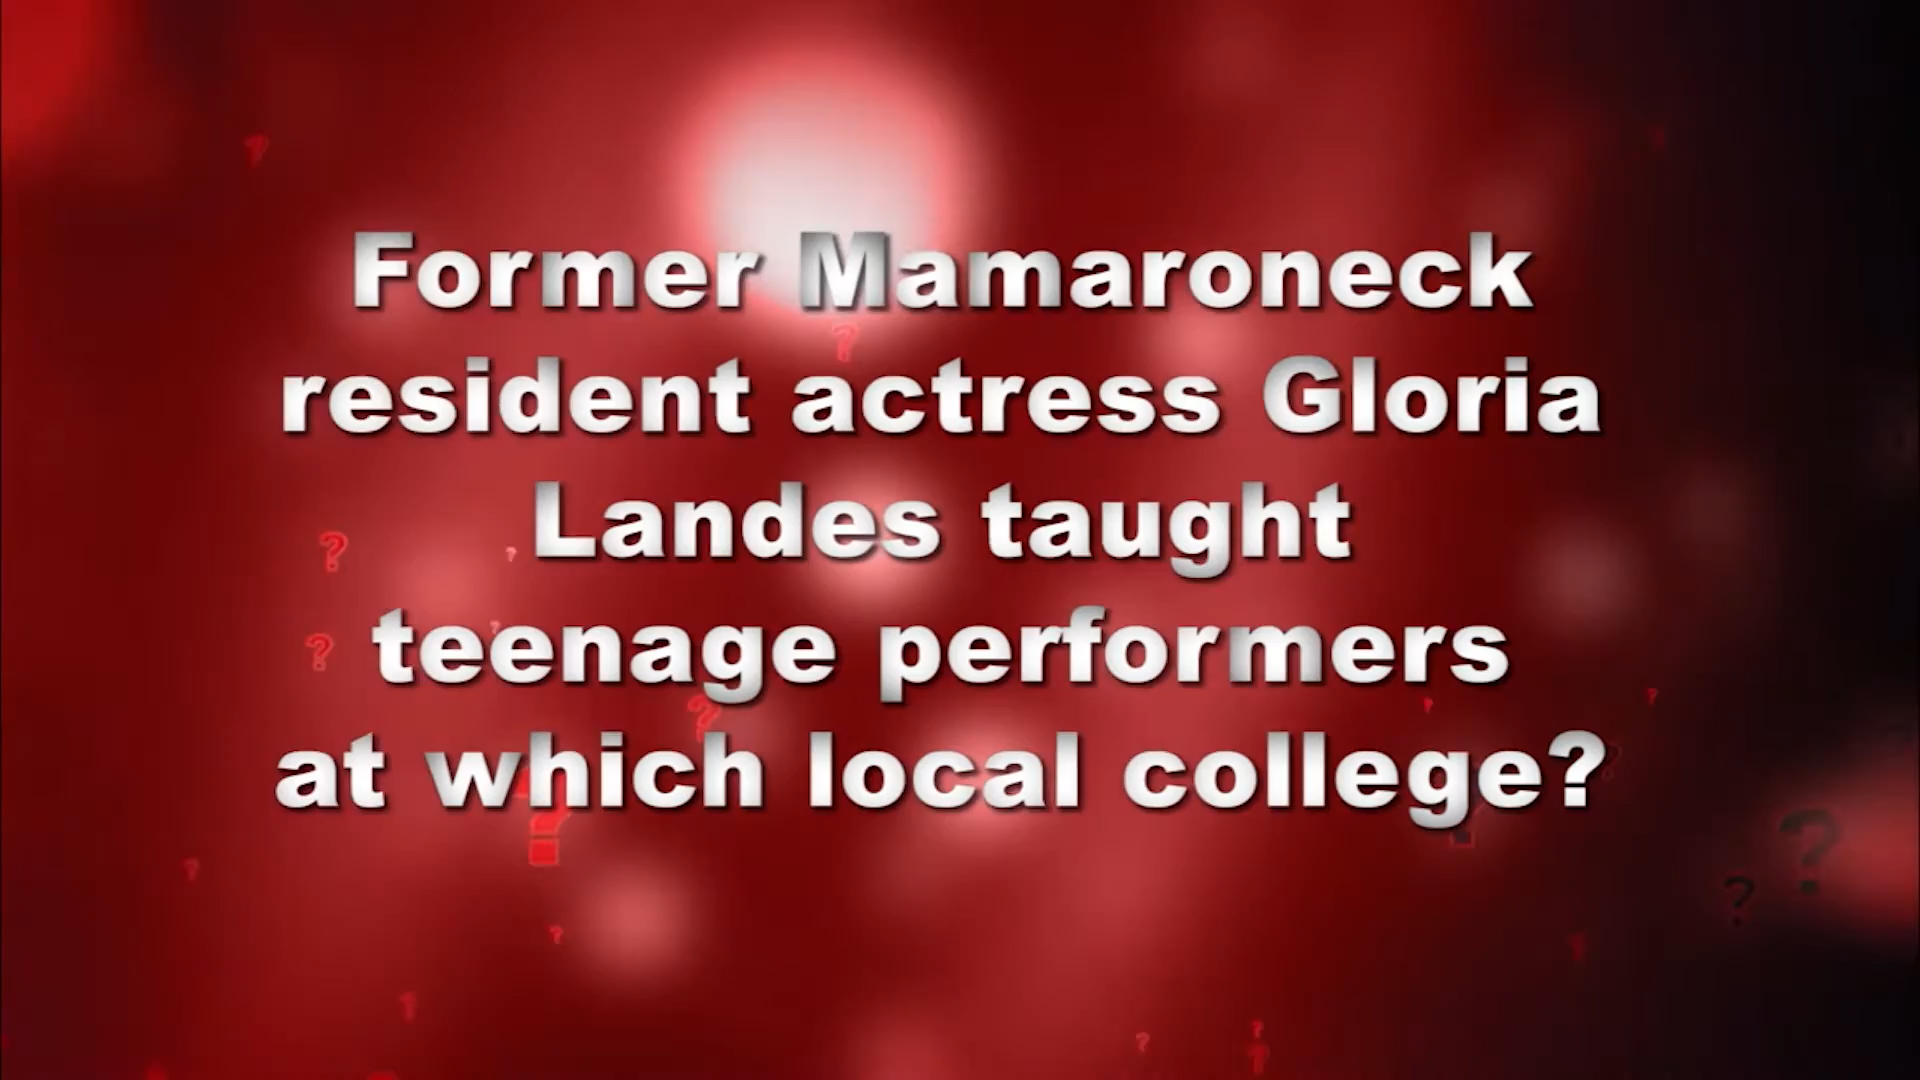 Former Mamaroneck
resident actress Gloria
Landes taught
teenage performers
at which local college?